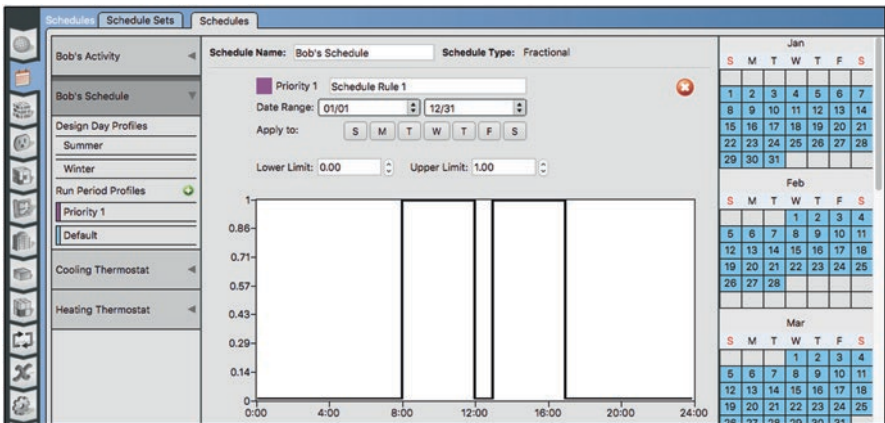 Schedules Schedule Sets Schedules
Bob's Activity
Bob's Schedule
Design Day Profiles
Summer
Winter
Run Period Profiles
Priority 1
Default
Cooling Thermostat
Heating Thermostat
Schedule Name: Bob's Schedule Schedule Type: Fractional
Priority 1 Schedule Rule 1
Date Range: 01/01 12/31
Apply to: S M T W T F S
Lower Limit: 0.00 Upper Limit: 1.00
1
0.86
0.71
0.57
0.43
0.29
0.14
0
0:00 4:00 8:00 12:00 16:00 20:00 24:00
Jan
S M T W T F S
1 2 3 4 5 6 7
8 9 10 11 12 13 14
15 16 17 18 19 20 21
22 23 24 25 26 27 28
29 30 31
Feb
S M T W T F S
1 2 3 4
5 6 7 8 9 10 11
12 13 14 15 16 17 18
19 20 21 22 23 24 25
26 27 28
Mar
S M T W T F S
1 2 3 4
5 6 7 8 9 10 11
12 13 14 15 16 17 18
19 20 21 22 23 24 25
26 27 28 29 30 31